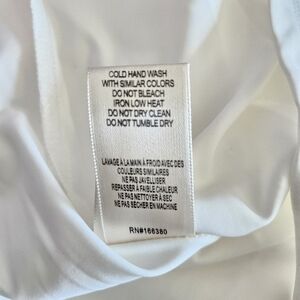 COLD HAND WASH
WITH SIMILAR COLORS
DO NOT BLEACH
IRON LOW HEAT
DO NOT DRY CLEAN
DO NOT TUMBLE DRY
LAVAGE À LA MAIN À FROID AVEC DES
COULEURS SIMILAIRES
NE PAS JAVELLISER
REPASSER À FAIBLE CHALEUR
NE PAS NETTOYER À SEC
NE PAS SÉCHER EN MACHINE
RN#166380